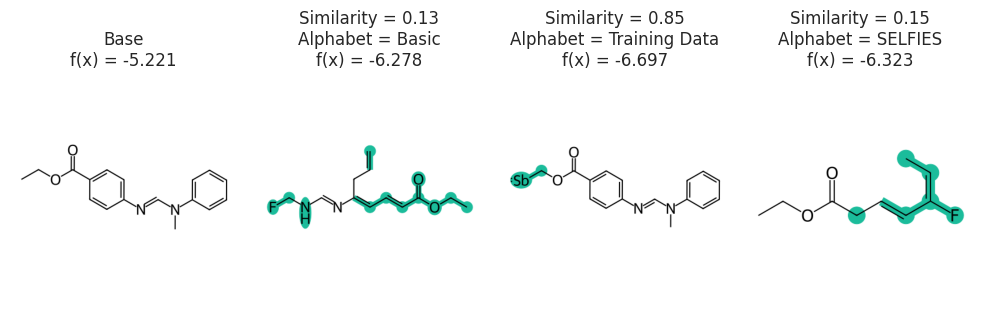 Base
f(x) = -5.221
Similarity = 0.13
Alphabet = Basic
f(x) = -6.278
Similarity = 0.85
Alphabet = Training Data
f(x) = -6.697
Similarity = 0.15
Alphabet = SELFIES
f(x) = -6.323
O
O
N
N
F
N
H
N
O
O
Sb
O
O
N
N
O
O
F